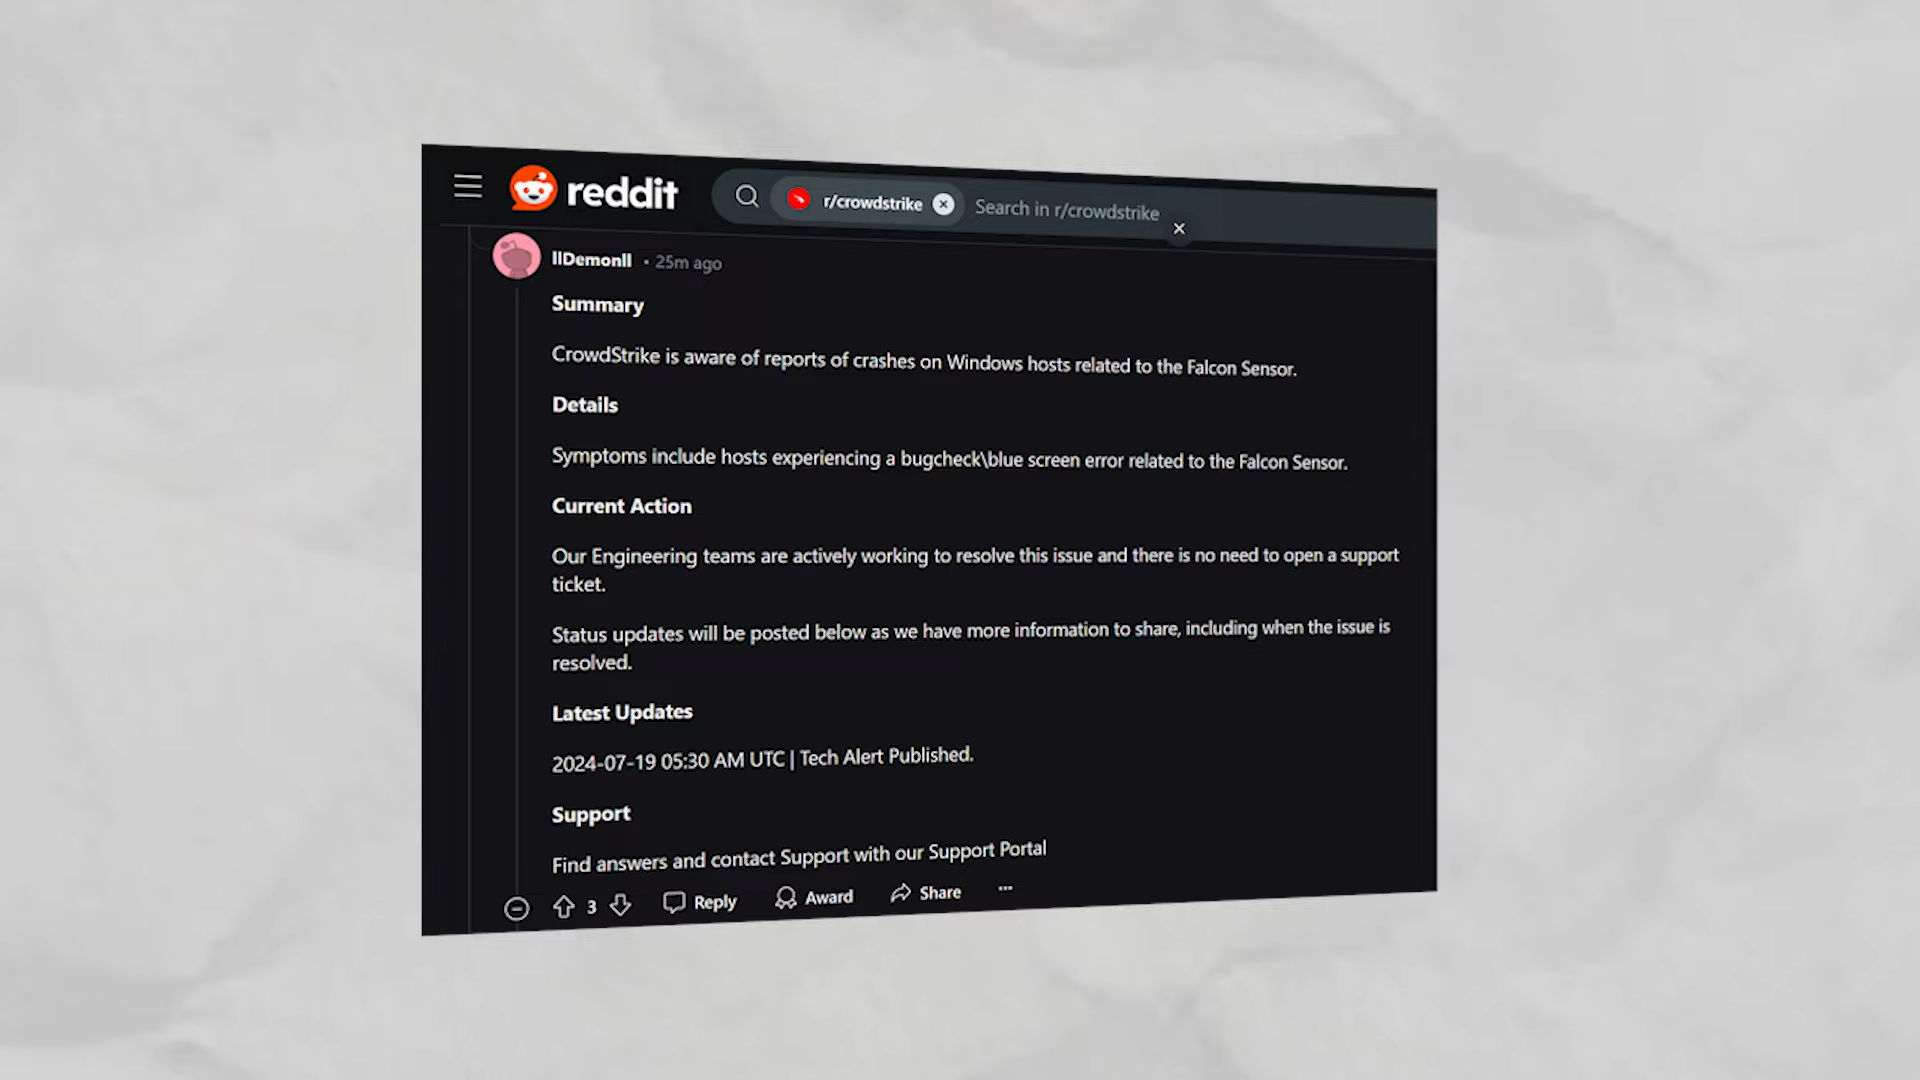 reddit
r/crowdstrike Search in r/crowdstrike
llDemonll • 25m ago
Summary
CrowdStrike is aware of reports of crashes on Windows hosts related to the Falcon Sensor.
Details
Symptoms include hosts experiencing a bugcheck\blue screen error related to the Falcon Sensor.
Current Action
Our Engineering teams are actively working to resolve this issue and there is no need to open a support
ticket.
Status updates will be posted below as we have more information to share, including when the issue is
resolved.
Latest Updates
2024-07-19 05:30 AM UTC | Tech Alert Published.
Support
Find answers and contact Support with our Support Portal
3 Reply Award Share ...